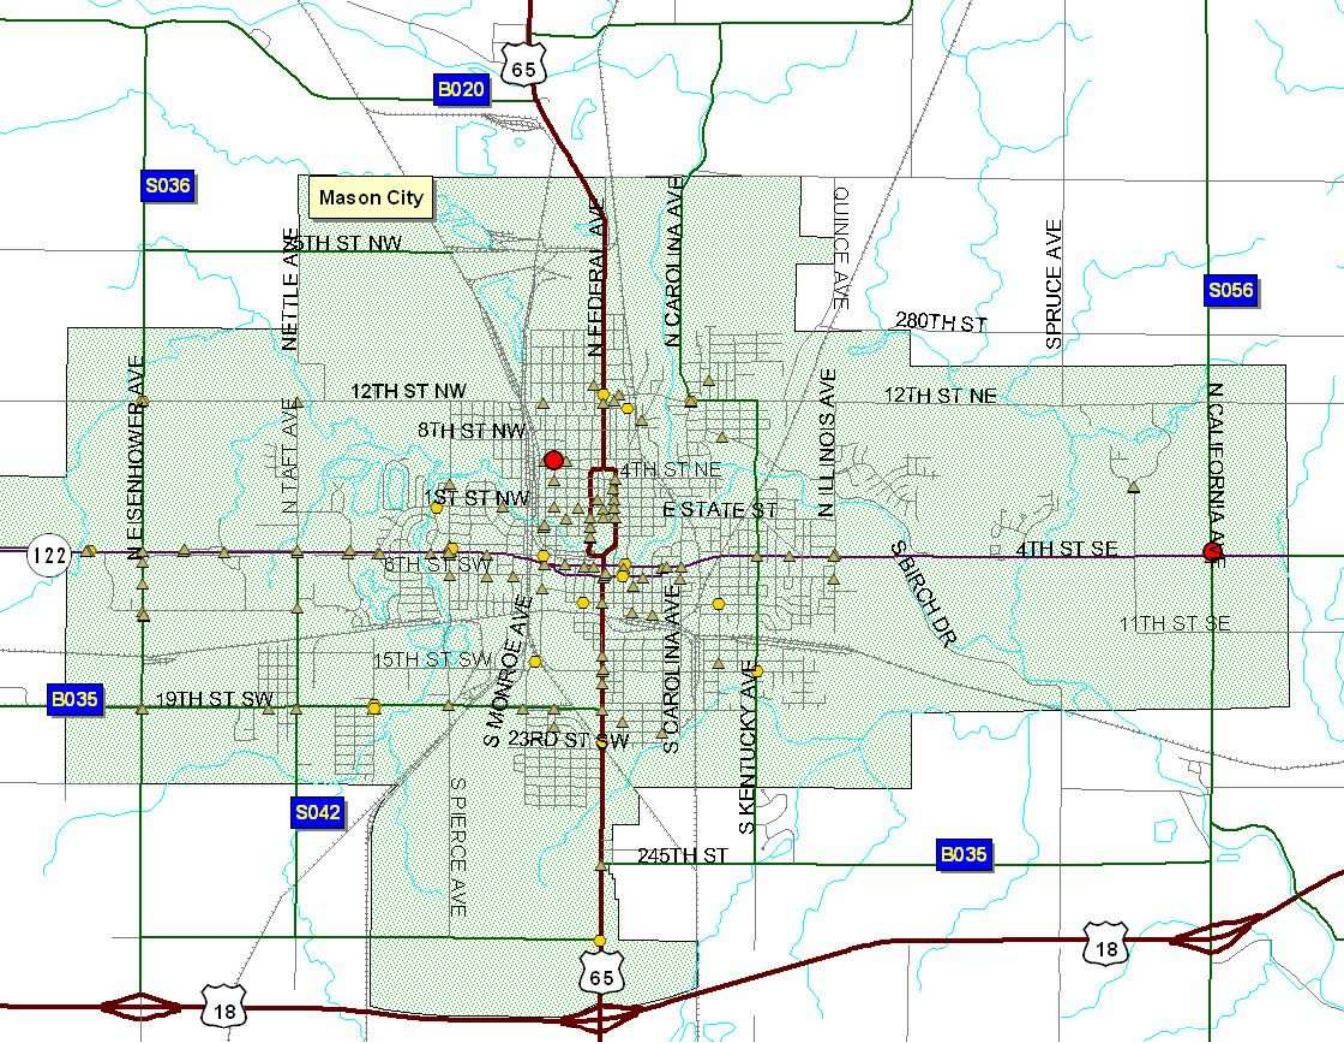 65
B020
S036
Mason City
25TH ST NW
NETTLE AVE
N FEDERAL AVE
N CAROLINA AVE
QUINCE AVE
SPRUCE AVE
S056
280TH ST
N EISENHOWER AVE
12TH ST NW
N TAFT AVE
8TH ST NW
N ILLINOIS AVE
12TH ST NE
N CALIFORNIA AVE
4TH ST NE
1ST ST NW
E STATE ST
122
6TH ST SW
4TH ST SE
S BIRCH DR
11TH ST SE
S MONROE AVE
S CAROLINA AVE
15TH ST SW
B035
19TH ST SW
23RD ST SW
S KENTUCKY AVE
S042
S PIERCE AVE
245TH ST
B035
18
65
18